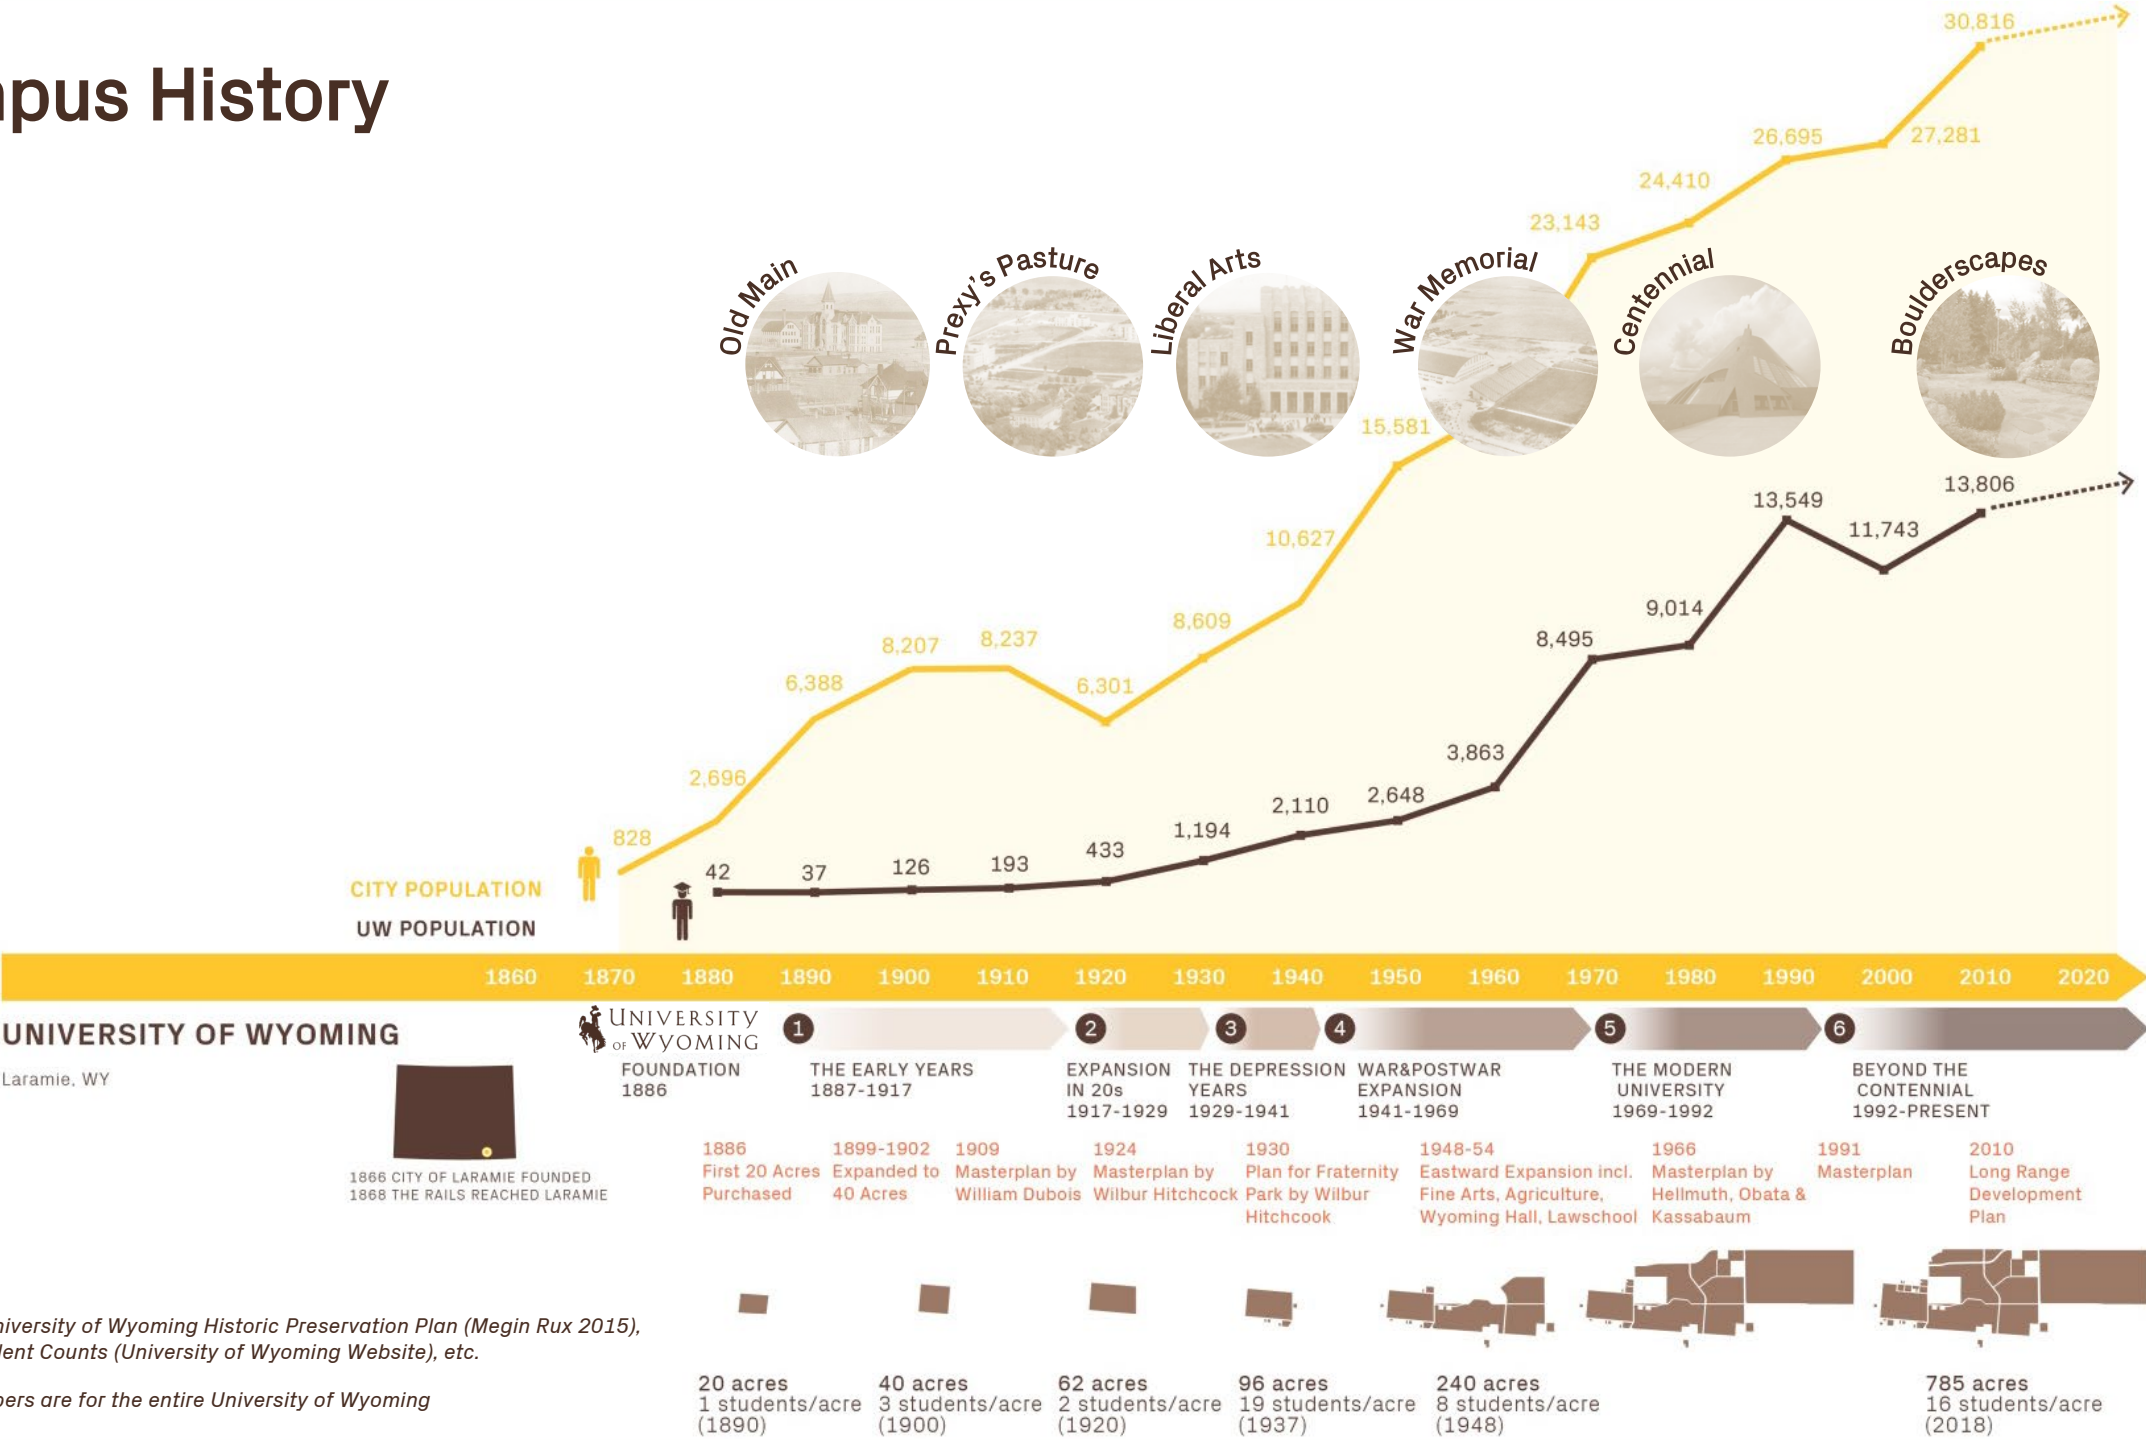 pus History
30,816
26,695
27,281
24,410
23,143
Old Main
Prexy's Pasture
Liberal Arts
War Memorial
Centennial
Boulderscapes
15,581
13,806
13,549
11,743
10,627
9,014
8,609
8,495
8,207
8,237
6,388
6,301
3,863
2,696
2,648
2,110
1,194
828
433
193
126
37
42
CITY POPULATION
UW POPULATION
1860 1870 1880 1890 1900 1910 1920 1930 1940 1950 1960 1970 1980 1990 2000 2010 2020
UNIVERSITY OF WYOMING
Laramie, WY
1866 CITY OF LARAMIE FOUNDED
1868 THE RAILS REACHED LARAMIE
UNIVERSITY
OF WYOMING
FOUNDATION
1886
1
THE EARLY YEARS
1887-1917
2
EXPANSION
IN 20s
1917-1929
3
THE DEPRESSION
YEARS
1929-1941
4
WAR&POSTWAR
EXPANSION
1941-1969
5
THE MODERN
UNIVERSITY
1969-1992
6
BEYOND THE
CONTENNIAL
1992-PRESENT
1886
First 20 Acres
Purchased
1899-1902
Expanded to
40 Acres
1909
Masterplan by
William Dubois
1924
Masterplan by
Wilbur Hitchcock
1930
Plan for Fraternity
Park by Wilbur
Hitchcook
1948-54
Eastward Expansion incl.
Fine Arts, Agriculture,
Wyoming Hall, Lawschool
1966
Masterplan by
Hellmuth, Obata &
Kassabaum
1991
Masterplan
2010
Long Range
Development
Plan
niversity of Wyoming Historic Preservation Plan (Megin Rux 2015),
ent Counts (University of Wyoming Website), etc.
bers are for the entire University of Wyoming
20 acres
1 students/acre
(1890)
40 acres
3 students/acre
(1900)
62 acres
2 students/acre
(1920)
96 acres
19 students/acre
(1937)
240 acres
8 students/acre
(1948)
785 acres
16 students/acre
(2018)